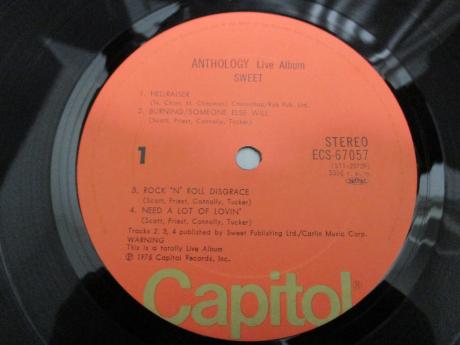 ANTHOLOGY Live Album
SWEET
1. HELLRAISER
(N. Chinn, M. Chapman) Chinnichap/Rak Pub. Ltd.
2. BURNING/SOMEONE ELSE WILL
(Scott, Priest, Connolly, Tucker)
1
STEREO
ECS-67057
3. ROCK 'N' ROLL DISGRACE
(Scott, Priest, Connolly, Tucker)
4. NEED A LOT OF LOVIN'
(Scott, Priest, Connolly, Tucker)
Tracks 2, 3, 4 published by Sweet Publishing Ltd./Carlin Music Corp.
WARNING
This is a totally Live Album
℗ 1976 Capitol Records, Inc.
Capitol®